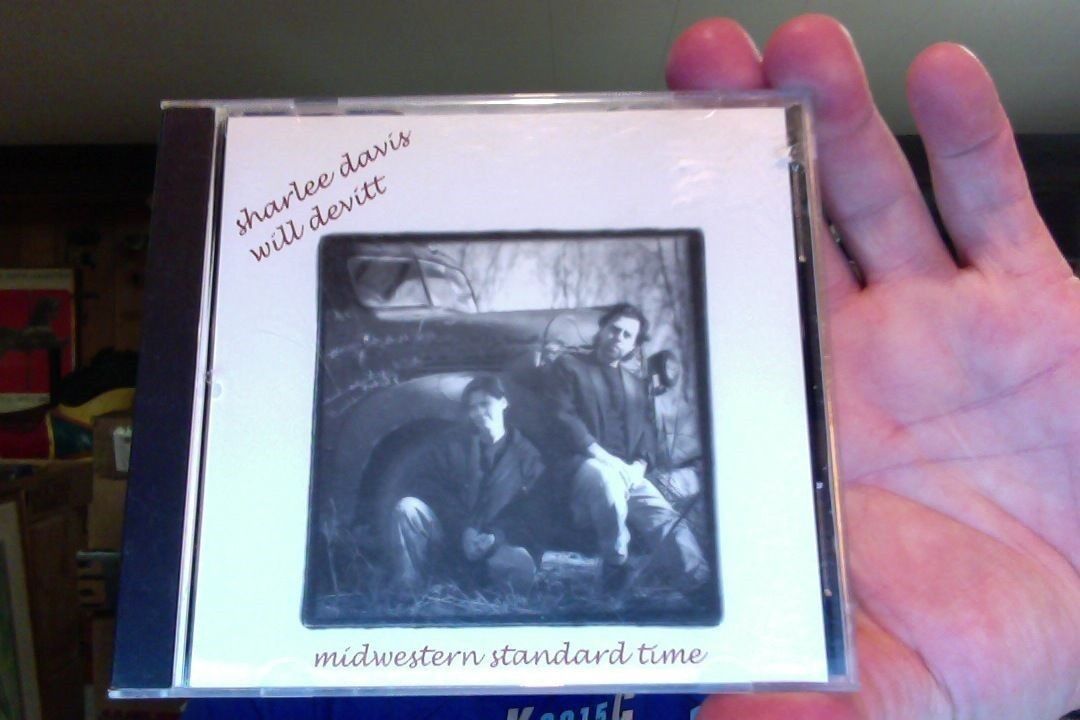 sharlee davis
will devitt
midwestern standard time